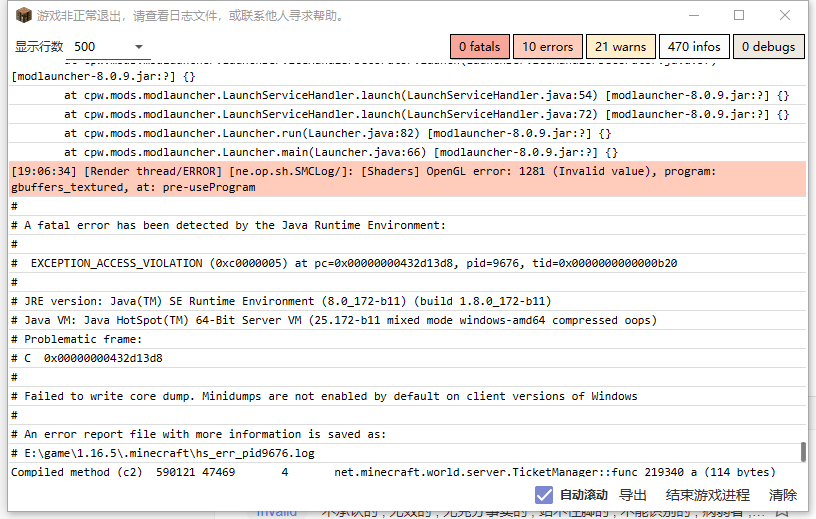 游戏非正常退出，请查看日志文件，或联系他人寻求帮助。
显示行数 500 0 fatals 10 errors 21 warns 470 infos 0 debugs
[modlauncher-8.0.9.jar:?] {}
at cpw.mods.modlauncher.LaunchServiceHandler.launch(LaunchServiceHandler.java:54) [modlauncher-8.0.9.jar:?] {}
at cpw.mods.modlauncher.LaunchServiceHandler.launch(LaunchServiceHandler.java:72) [modlauncher-8.0.9.jar:?] {}
at cpw.mods.modlauncher.Launcher.run(Launcher.java:82) [modlauncher-8.0.9.jar:?] {}
at cpw.mods.modlauncher.Launcher.main(Launcher.java:66) [modlauncher-8.0.9.jar:?] {}
[19:06:34] [Render thread/ERROR] [ne.op.sh.SMCLog/]: [Shaders] OpenGL error: 1281 (Invalid value), program:
gbuffers_textured, at: pre-useProgram
#
# A fatal error has been detected by the Java Runtime Environment:
#
#  EXCEPTION_ACCESS_VIOLATION (0xc0000005) at pc=0x00000000432d13d8, pid=9676, tid=0x0000000000000b20
#
# JRE version: Java(TM) SE Runtime Environment (8.0_172-b11) (build 1.8.0_172-b11)
# Java VM: Java HotSpot(TM) 64-Bit Server VM (25.172-b11 mixed mode windows-amd64 compressed oops)
# Problematic frame:
# C  0x00000000432d13d8
#
# Failed to write core dump. Minidumps are not enabled by default on client versions of Windows
#
# An error report file with more information is saved as:
# E:\game\1.16.5\.minecraft\hs_err_pid9676.log
Compiled method (c2)  590121 47469       4       net.minecraft.world.server.TicketManager::func_219340_a (114 bytes)
自动滚动 导出 结束游戏进程 清除